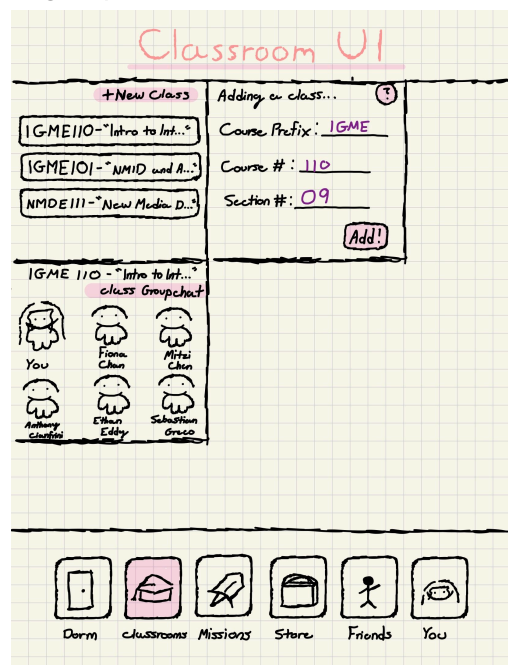 Classroom UI
+New Class
IGME110-"Intro to Int..."
IGME101-"NMID and A..."
NMDE111-"New Media D..."
Adding a class...
?
Course Prefix: IGME
Course #: 110
Section #: 09
Add!
IGME 110 - "Intro to Int..."
class Groupchat
You
Fiona Chan
Mitzi Chen
Anthony Cianfrini
Ethan Eddy
Sebastian Greco
Dorm
classrooms
Missions
Store
Friends
You